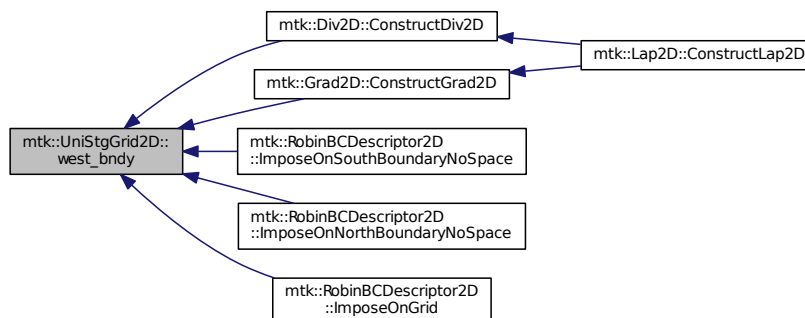 mtk::Div2D::ConstructDiv2D
mtk::Lap2D::ConstructLap2D
mtk::Grad2D::ConstructGrad2D
mtk::UniStgGrid2D::
west_bndy
mtk::RobinBCDescriptor2D
::ImposeOnSouthBoundaryNoSpace
mtk::RobinBCDescriptor2D
::ImposeOnNorthBoundaryNoSpace
mtk::RobinBCDescriptor2D
::ImposeOnGrid